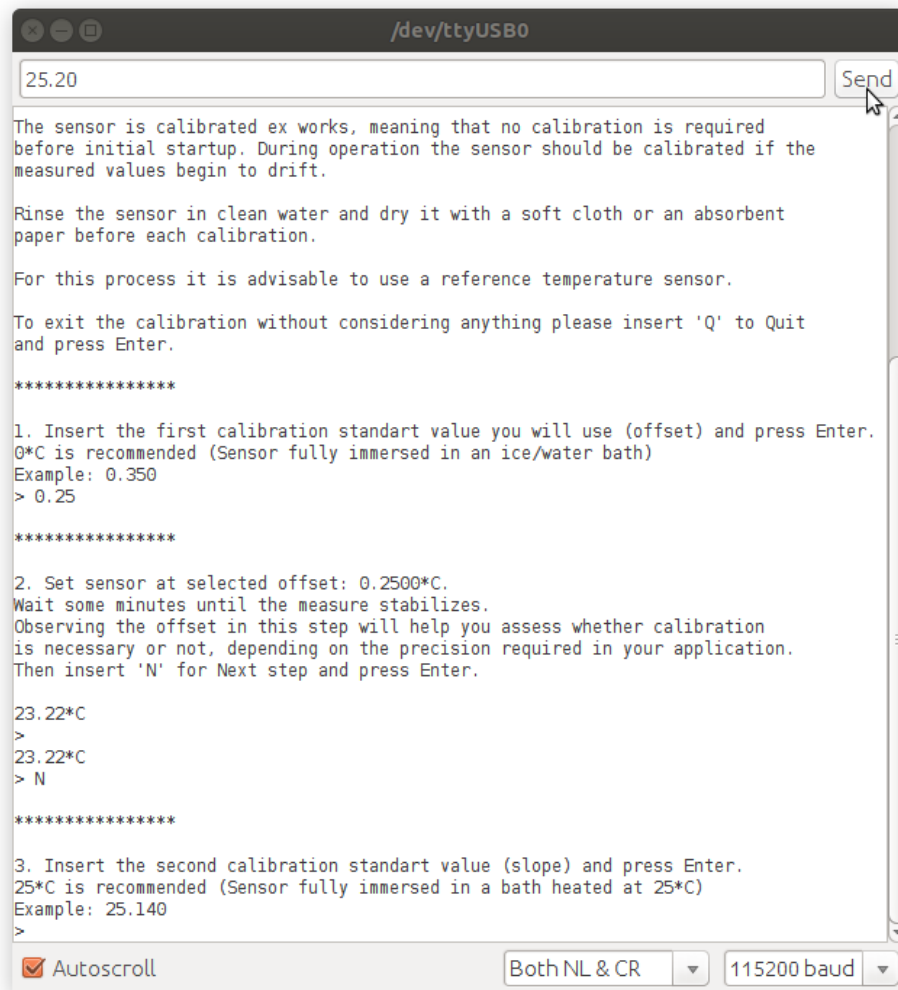 /dev/ttyUSB0
25.20
Send
The sensor is calibrated ex works, meaning that no calibration is required
before initial startup. During operation the sensor should be calibrated if the
measured values begin to drift.
Rinse the sensor in clean water and dry it with a soft cloth or an absorbent
paper before each calibration.
For this process it is advisable to use a reference temperature sensor.
To exit the calibration without considering anything please insert 'Q' to Quit
and press Enter.
****************
1. Insert the first calibration standart value you will use (offset) and press Enter.
0*C is recommended (Sensor fully immersed in an ice/water bath)
Example: 0.350
> 0.25
****************
2. Set sensor at selected offset: 0.2500*C.
Wait some minutes until the measure stabilizes.
Observing the offset in this step will help you assess whether calibration
is necessary or not, depending on the precision required in your application.
Then insert 'N' for Next step and press Enter.
23.22*C
>
23.22*C
> N
****************
3. Insert the second calibration standart value (slope) and press Enter.
25*C is recommended (Sensor fully immersed in a bath heated at 25*C)
Example: 25.140
>
Autoscroll
Both NL & CR
115200 baud